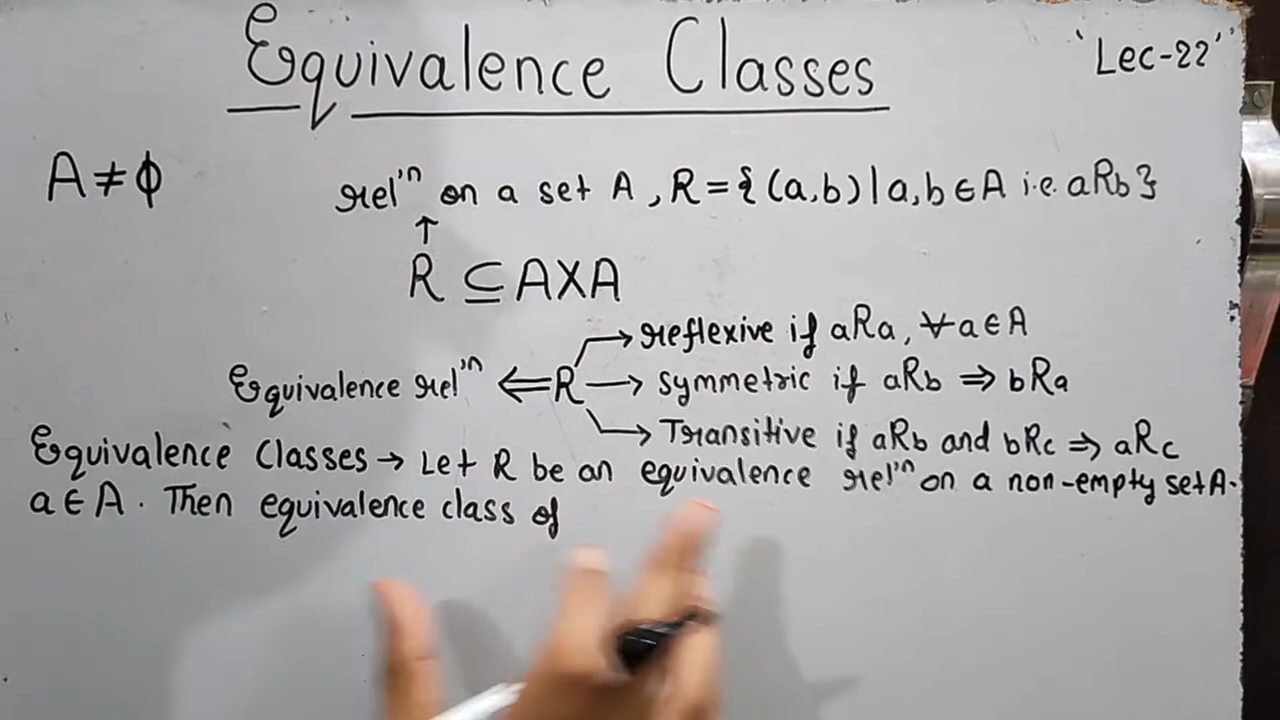 Equivalence Classes
'Lec-22'
A≠ϕ
rel'n on a set A, R={(a,b)|a,b∈A i.e. aRb}
↑
R ⊆ AXA
→reflexive if aRa, ∀a∈A
Equivalence rel'n ⇐R → symmetric if aRb ⇒ bRa
→ Transitive if aRb and bRc ⇒ aRc
Equivalence Classes → Let R be an equivalence rel'n on a non-empty set A.
a∈A. Then equivalence class of